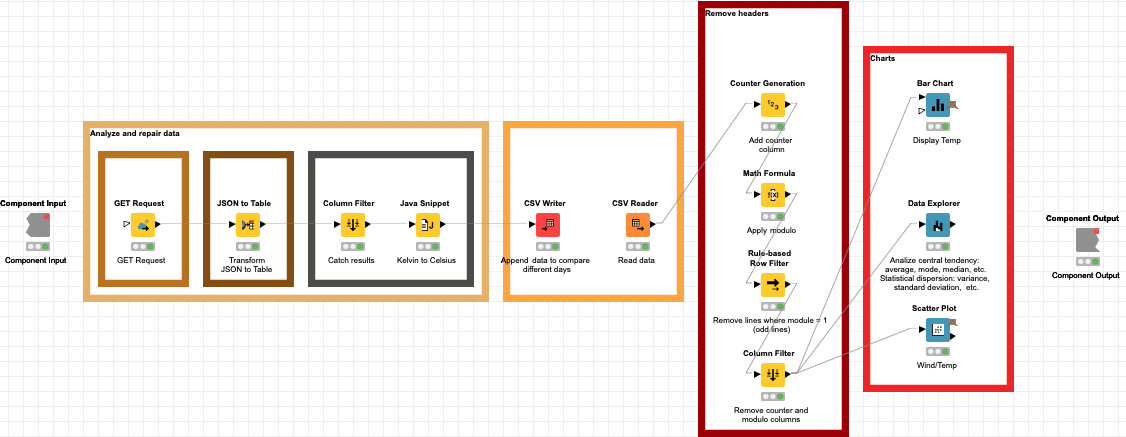 Remove headers
Charts
Counter Generation
Bar Chart
1 2 3
Add counter
column
Display Temp
Analyze and repair data
Math Formula
f(x)
Apply modulo
Component Input
Component Input
GET Request
GET Request
JSON to Table
Transform
JSON to Table
Column Filter
Catch results
Java Snippet
J
Kelvin to Celsius
CSV Writer
Append data to compare
different days
CSV Reader
Read data
Rule-based
Row Filter
Remove lines where module = 1
(odd lines)
Column Filter
Remove counter and
modulo columns
Data Explorer
Analize central tendency:
average, mode, median, etc.
Statistical dispersion: variance,
standard deviation, etc.
Scatter Plot
Wind/Temp
Component Output
Component Output